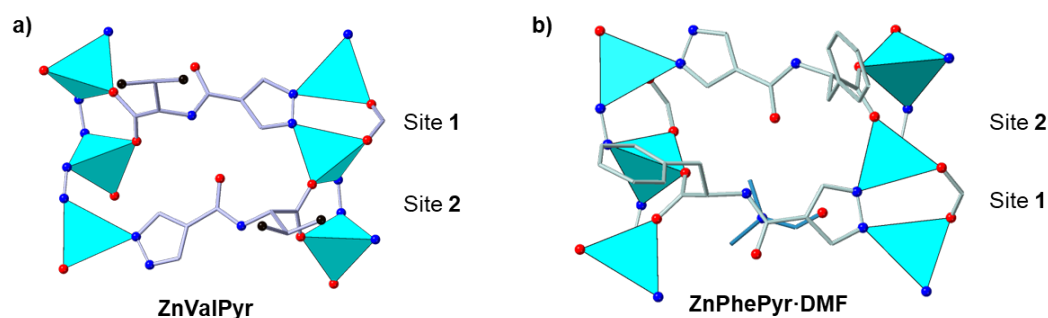 a)
Site 1
Site 2
ZnValPyr
b)
Site 2
Site 1
ZnPhePyr·DMF